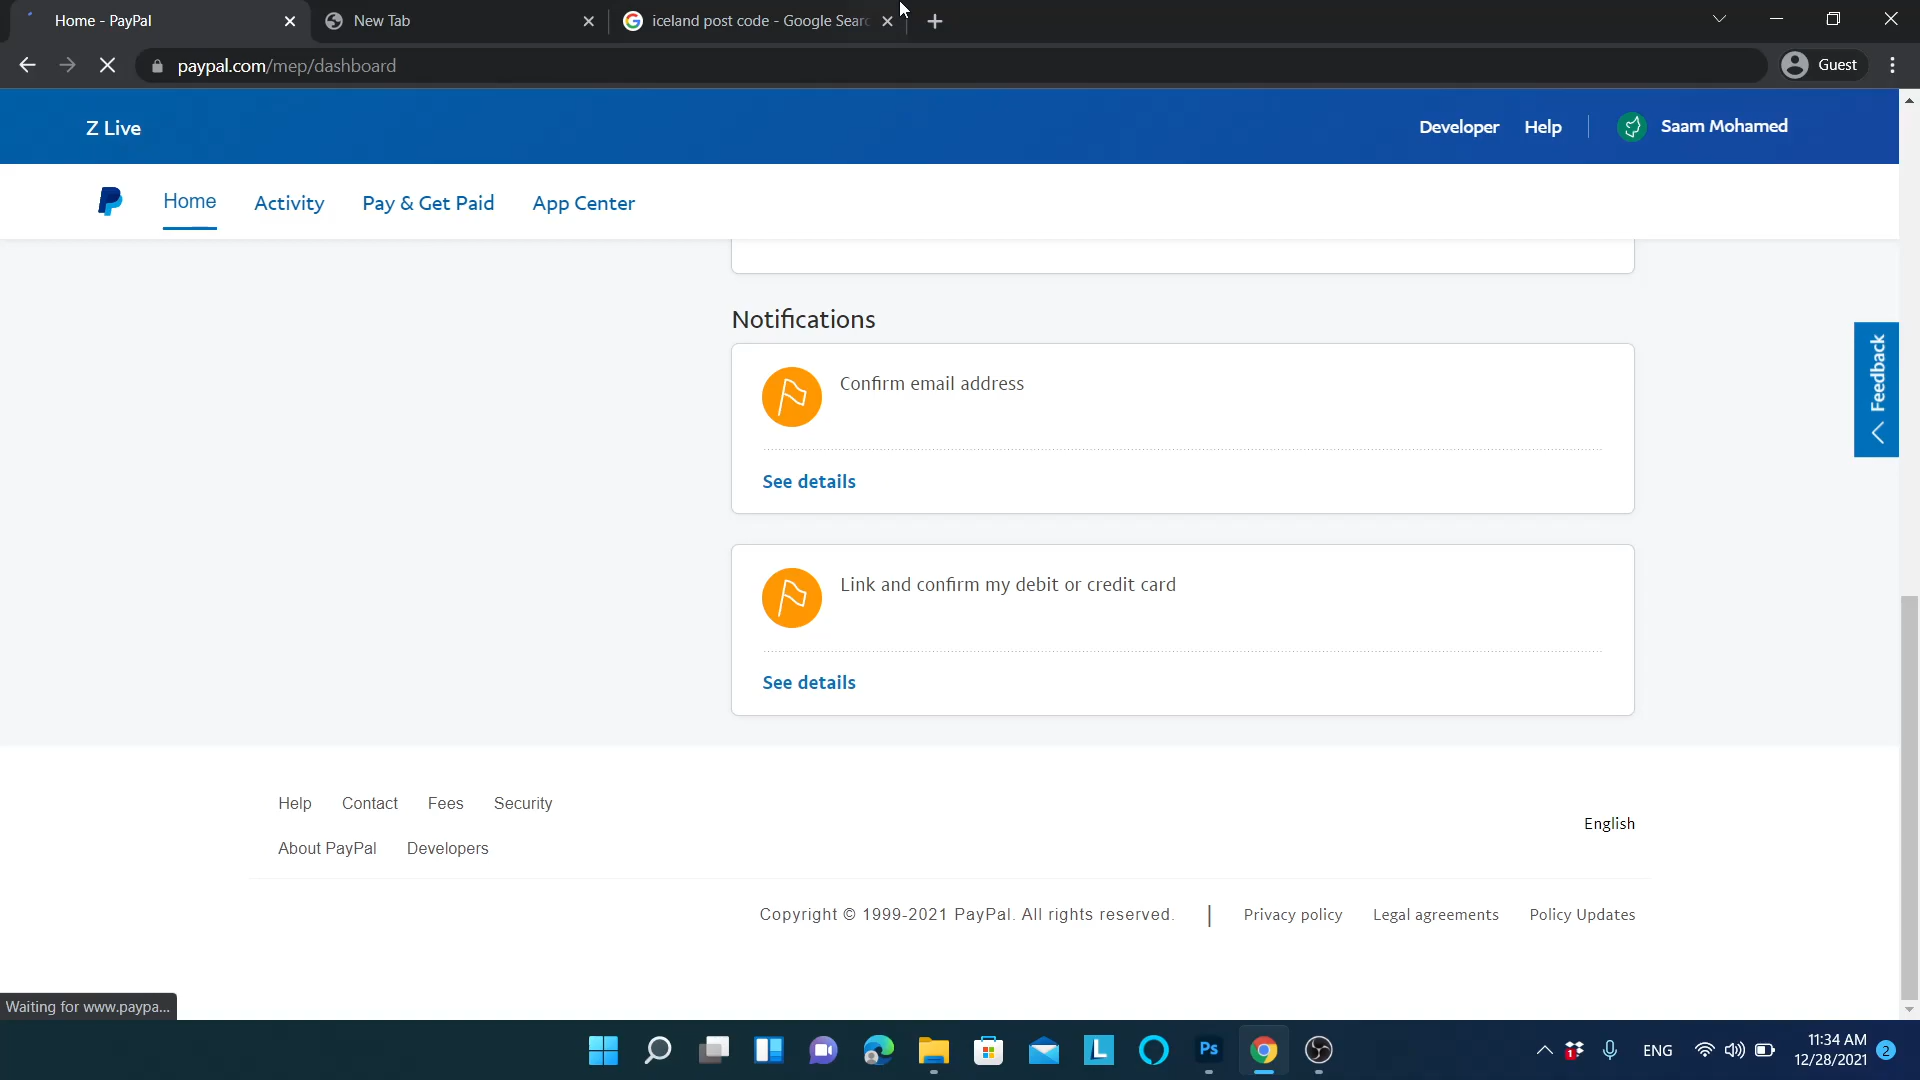 Home - PayPal
New Tab
iceland post code - Google Sear
paypal.com/mep/dashboard
Guest
Z Live
Developer Help Saam Mohamed
Home Activity Pay & Get Paid App Center
Notifications
Confirm email address
See details
Feedback
Link and confirm my debit or credit card
See details
Help Contact Fees Security
English
About PayPal Developers
Copyright © 1999-2021 PayPal. All rights reserved. | Privacy policy Legal agreements Policy Updates
Waiting for www.paypa...
L
Ps
1
ENG
11:34 AM
12/28/2021
2